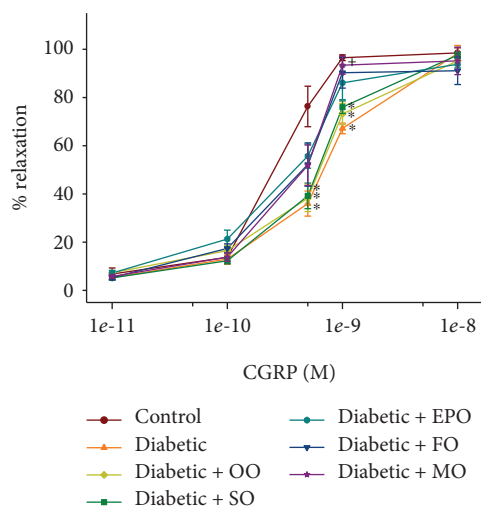 100
80
60
40
20
0
% relaxation
+
*
*
*
*
*
*
1e-11
1e-10
1e-9
1e-8
CGRP (M)
Control
Diabetic
Diabetic + OO
Diabetic + SO
Diabetic + EPO
Diabetic + FO
Diabetic + MO